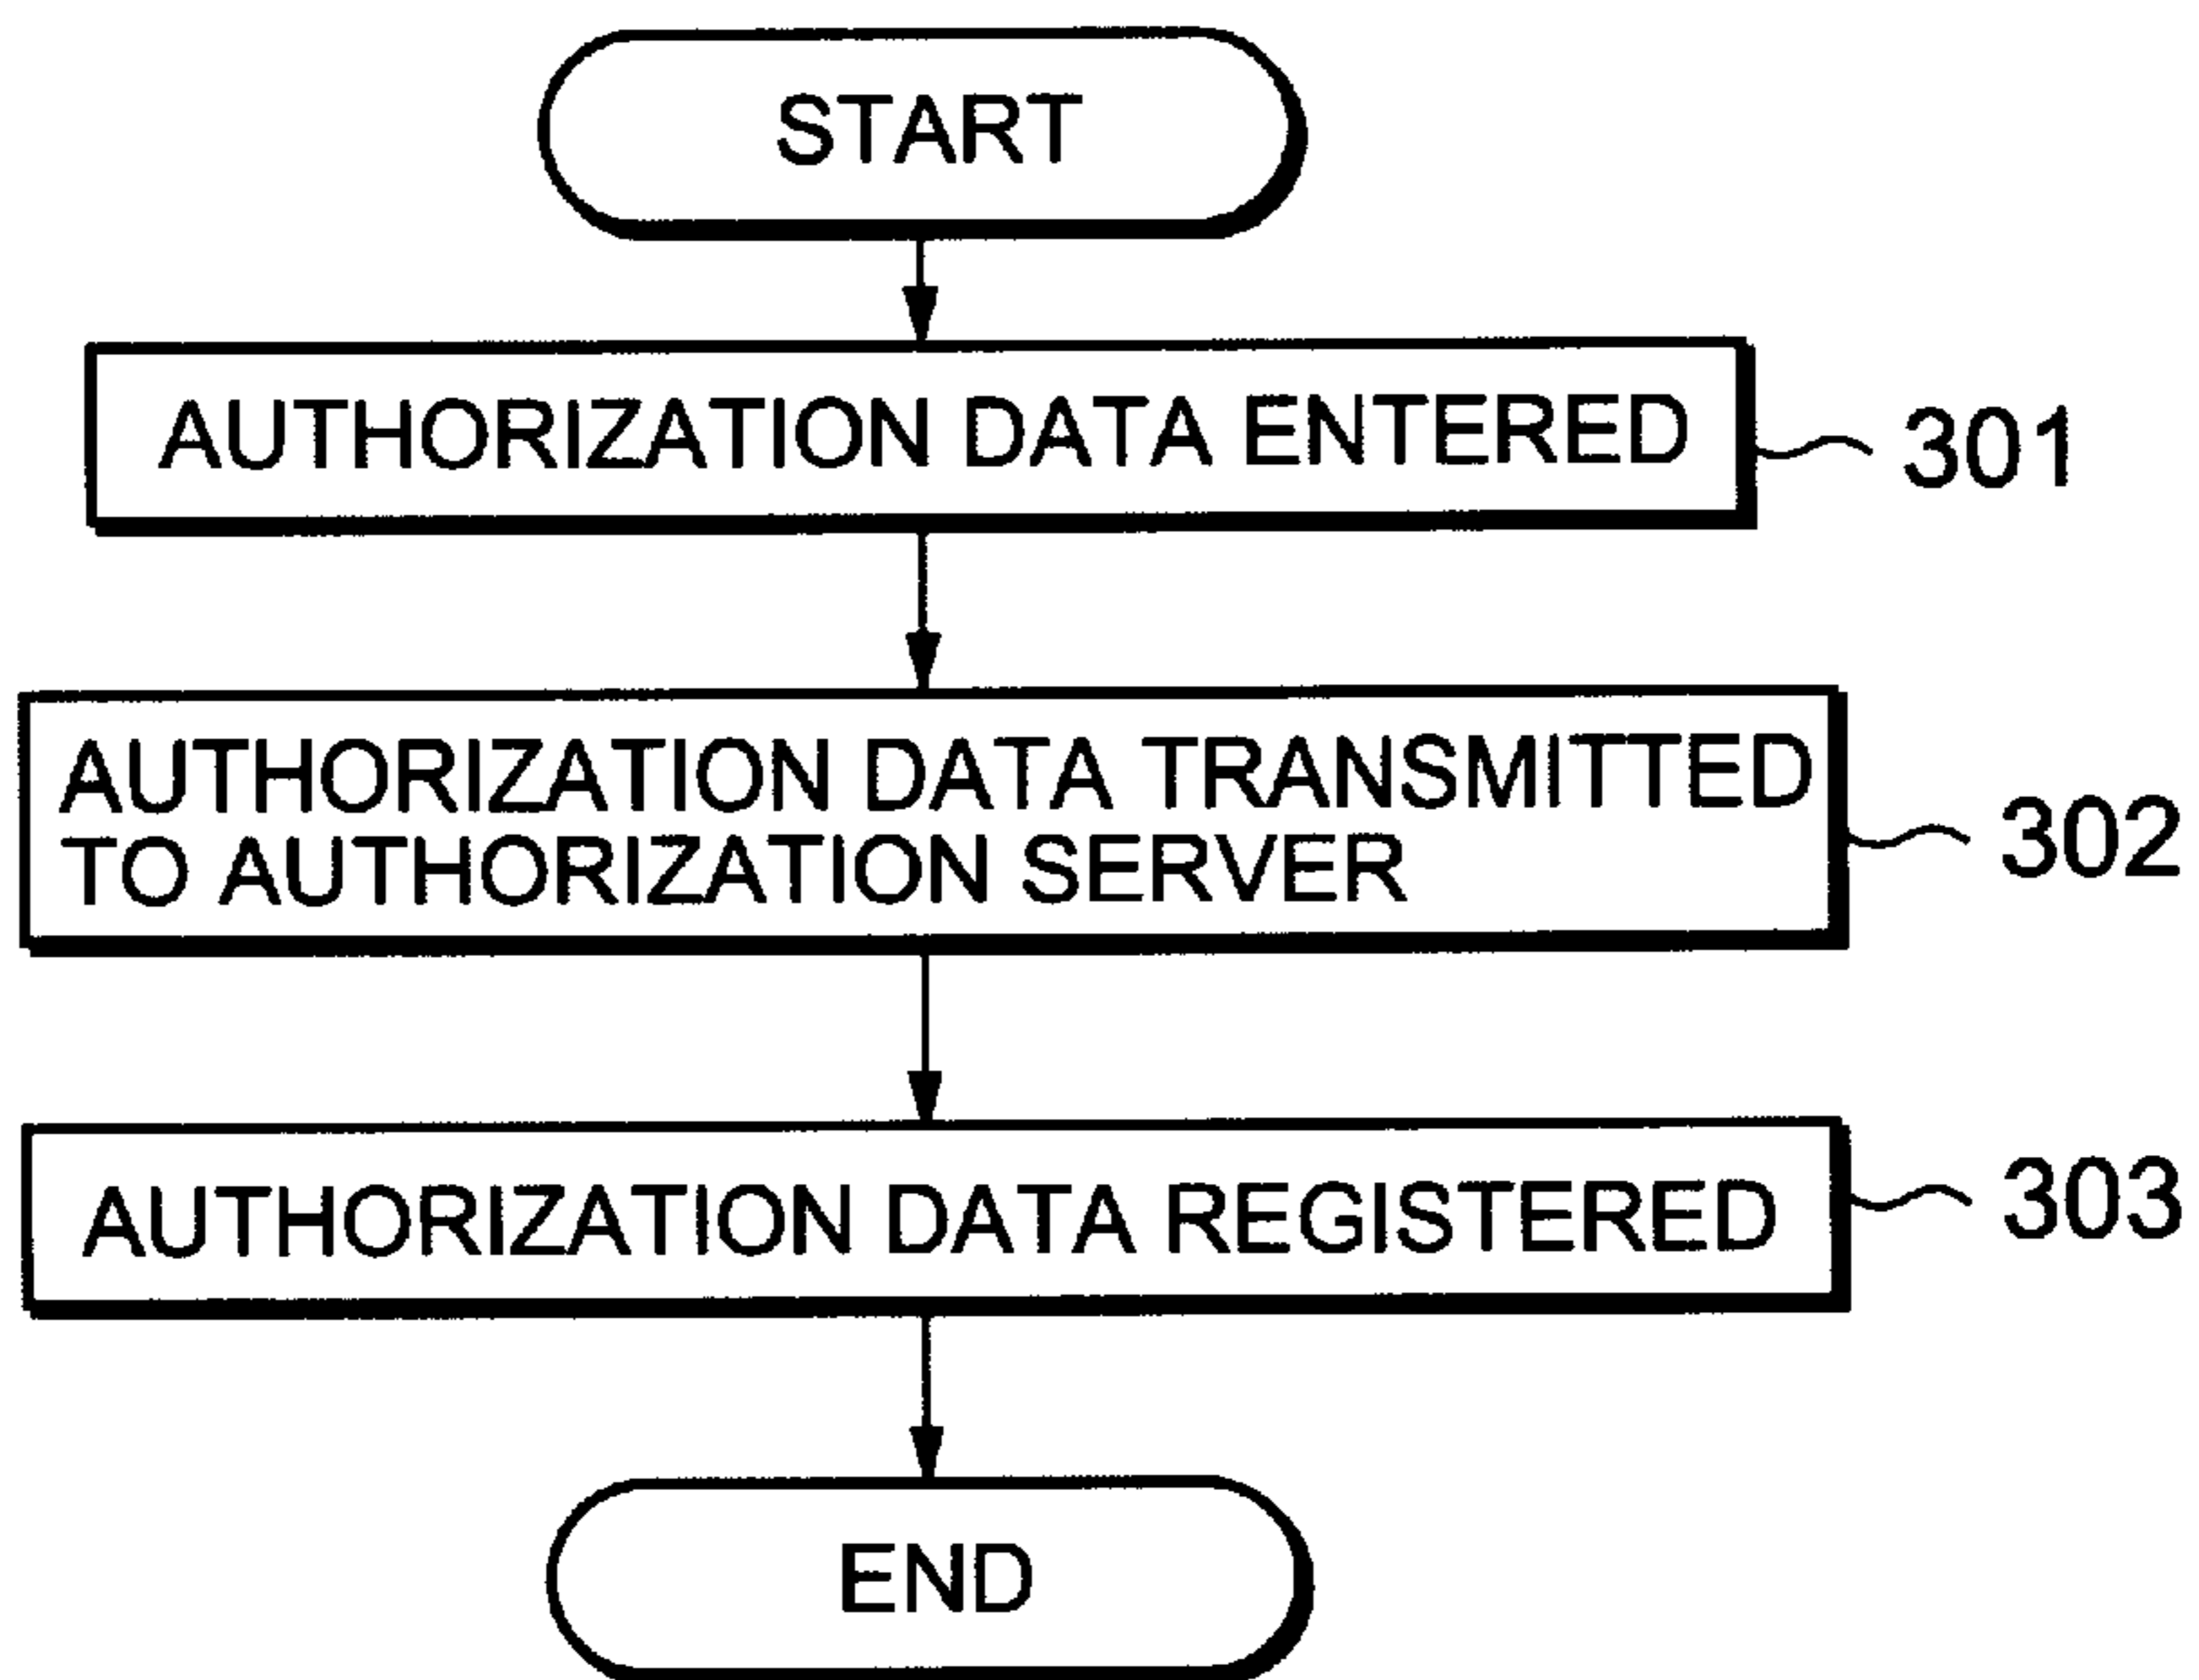 START
AUTHORIZATION DATA ENTERED
301
AUTHORIZATION DATA TRANSMITTED
TO AUTHORIZATION SERVER
302
AUTHORIZATION DATA REGISTERED
303
END